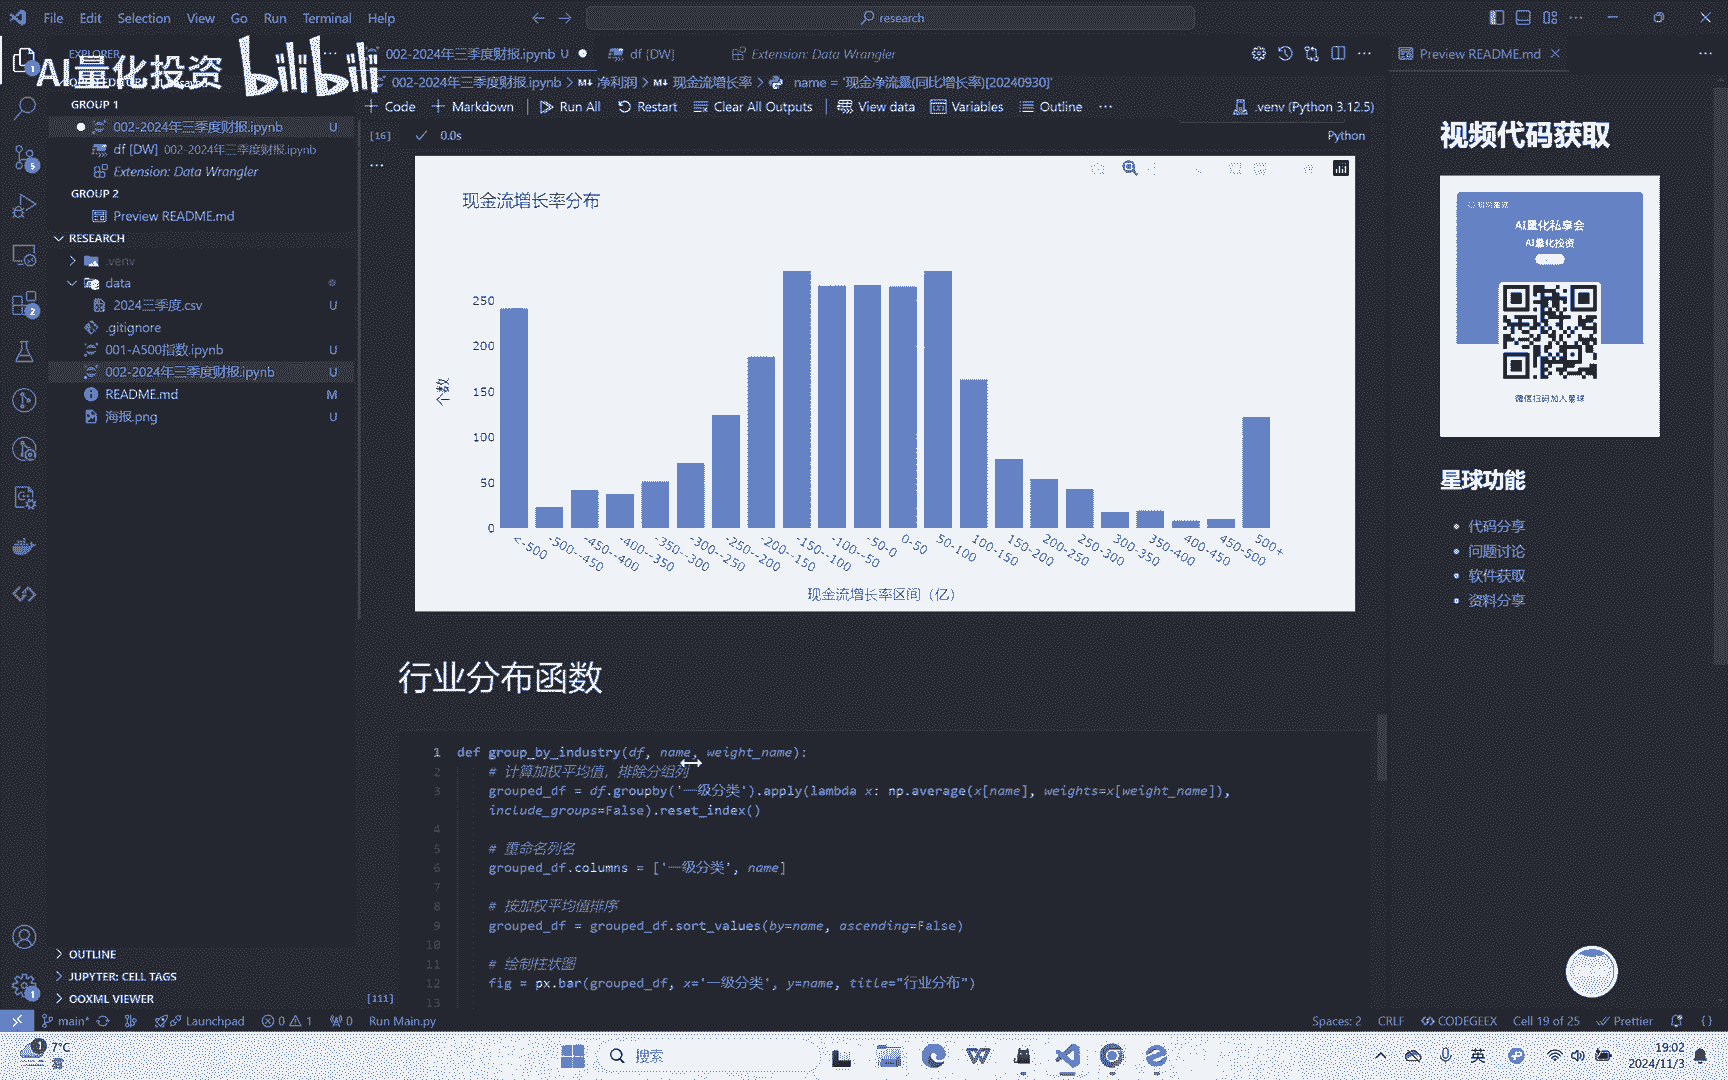 File Edit Selection View Go Run Terminal Help
research
AI量化投资 bilibili
EXPLORER
002-2024年三季度财报.ipynb U
df [DW]
Extension: Data Wrangler
Preview README.md
002-2024年三季度财报.ipynb > 净利润 > 现金流增长率 > name = '现金净流量(同比增长率)[20240930]'
Code Markdown Run All Restart Clear All Outputs View data Variables Outline
.venv (Python 3.12.5)
GROUP 1
002-2024年三季度财报.ipynb U
df [DW] 002-2024年三季度财报.ipynb
Extension: Data Wrangler
GROUP 2
Preview README.md
RESEARCH
.venv
data
2024三季度.csv U
.gitignore
001-A500指数.ipynb U
002-2024年三季度财报.ipynb U
README.md M
海报.png U
OUTLINE
JUPYTER: CELL TAGS
OOXML VIEWER
[16]
0.0s
Python
现金流增长率分布
个数
250
200
150
100
50
0
<-500
-500--450
-450--400
-400--350
-350--300
-300--250
-250--200
-200--150
-150--100
-100--50
-50-0
0-50
50-100
100-150
150-200
200-250
250-300
300-350
350-400
400-450
450-500
500+
现金流增长率区间（亿）
行业分布函数
1 def group_by_industry(df, name, weight_name):
2 # 计算加权平均值，排除分组列
3 grouped_df = df.groupby('一级分类').apply(lambda x: np.average(x[name], weights=x[weight_name]),
include_groups=False).reset_index()
4
5 # 重命名列名
6 grouped_df.columns = ['一级分类', name]
7
8 # 按加权平均值排序
9 grouped_df = grouped_df.sort_values(by=name, ascending=False)
10
11 # 绘制柱状图
12 fig = px.bar(grouped_df, x='一级分类', y=name, title="行业分布")
13
[111]
视频代码获取
AI量化私享会
AI量化投资
微信扫码加入星球
星球功能
代码分享
问题讨论
软件获取
资料分享
main* Launchpad 0 1 0 Run Main.py
Spaces: 2 CRLF CODEGEEX Cell 19 of 25 Prettier
7°C
搜索
英
19:02
2024/11/3